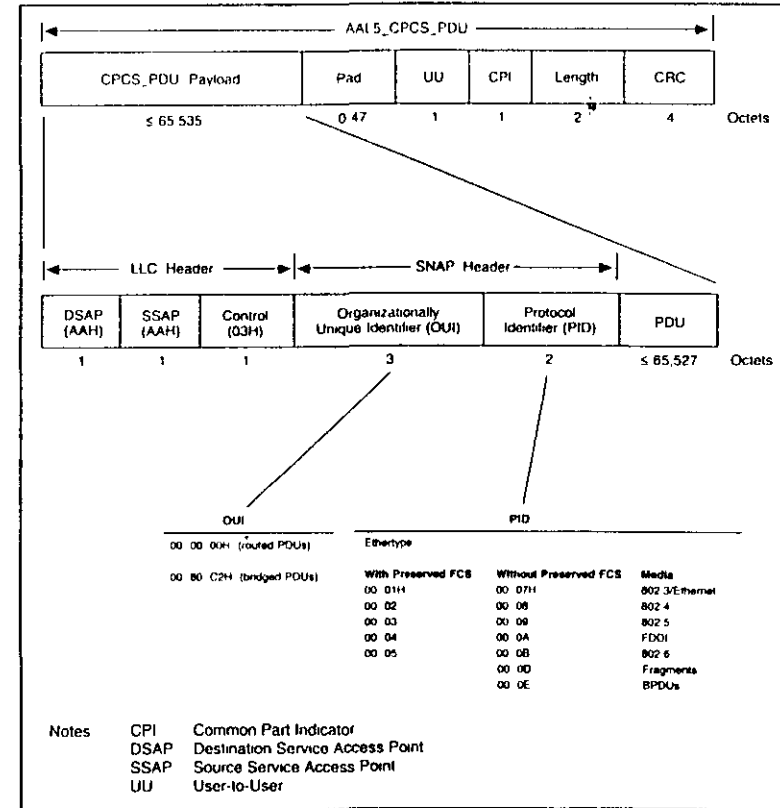 AAL5_CPCS_PDU
CPCS_PDU Payload Pad UU CPI Length CRC
≤ 65 535 0 47 1 1 2 4 Octets
LLC Header SNAP Header
DSAP (AAH) SSAP (AAH) Control (03H) Organizationally Unique Identifier (OUI) Protocol Identifier (PID) PDU
1 1 1 3 2 ≤ 65,527 Octets
OUI PID
00 00 00H (routed PDUs) Ethertype
00 80 C2H (bridged PDUs) With Preserved FCS Without Preserved FCS Media
00 01H 00 07H 802 3/Ethernet
00 02 00 08 802 4
00 03 00 09 802 5
00 04 00 0A FDDI
00 05 00 0B 802 6
00 0D Fragments
00 0E BPDUs
Notes CPI Common Part Indicator
DSAP Destination Service Access Point
SSAP Source Service Access Point
UU User-to-User